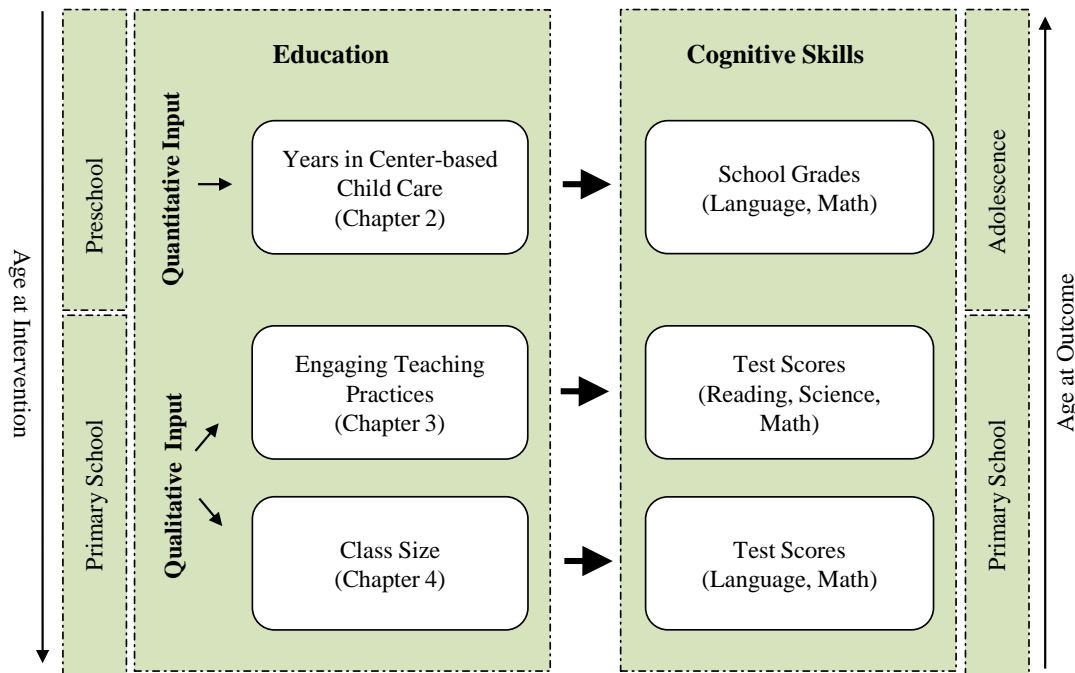 Age at Intervention
Preschool
Primary School
Education
Quantitative Input
Years in Center-based
Child Care
(Chapter 2)
Qualitative Input
Engaging Teaching
Practices
(Chapter 3)
Class Size
(Chapter 4)
Cognitive Skills
School Grades
(Language, Math)
Test Scores
(Reading, Science,
Math)
Test Scores
(Language, Math)
Adolescence
Primary School
Age at Outcome